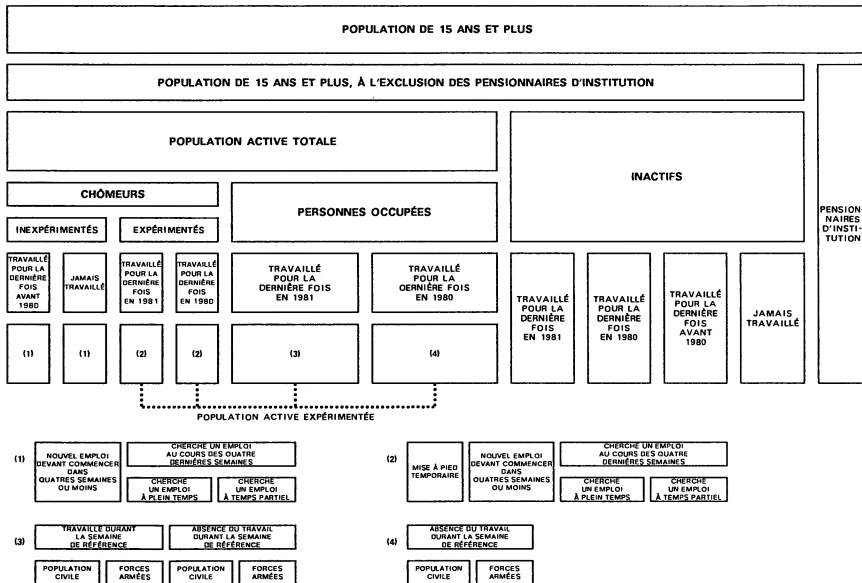 POPULATION DE 15 ANS ET PLUS
POPULATION DE 15 ANS ET PLUS, À L'EXCLUSION DES PENSIONNAIRES D'INSTITUTION
PENSION-
NAIRES
D'INSTI-
TUTION
POPULATION ACTIVE TOTALE
INACTIFS
CHÔMEURS
PERSONNES OCCUPÉES
INEXPÉRIMENTÉS
EXPÉRIMENTÉS
TRAVAILLÉ
POUR LA
DERNIÈRE
FOIS
AVANT
1980
JAMAIS
TRAVAILLÉ
TRAVAILLÉ
POUR LA
DERNIÈRE
FOIS
EN 1981
TRAVAILLÉ
POUR LA
DERNIÈRE
FOIS
EN 1980
TRAVAILLÉ
POUR LA
DERNIÈRE FOIS
EN 1981
TRAVAILLÉ
POUR LA
DERNIÈRE FOIS
EN 1980
TRAVAILLÉ
POUR LA
DERNIÈRE
FOIS
EN 1981
TRAVAILLÉ
POUR LA
DERNIÈRE
FOIS
EN 1980
TRAVAILLÉ
POUR LA
DERNIÈRE
FOIS
AVANT
1980
JAMAIS
TRAVAILLÉ
(1)
(1)
(2)
(2)
(3)
(4)
POPULATION ACTIVE EXPÉRIMENTÉE
(1)
NOUVEL EMPLOI
DEVANT COMMENCER
DANS
QUATRES SEMAINES
OU MOINS
CHERCHE UN EMPLOI
AU COURS DES QUATRE
DERNIÈRES SEMAINES
CHERCHE
UN EMPLOI
À PLEIN TEMPS
CHERCHÉ
UN EMPLOI
À TEMPS PARTIEL
(2)
MISE À PIED
TEMPORAIRE
NOUVEL EMPLOI
DEVANT COMMENCER
DANS
QUATRES SEMAINES
OU MOINS
CHERCHE UN EMPLOI
AU COURS DES QUATRE
DERNIÈRES SEMAINES
CHERCHE
UN EMPLOI
À PLEIN TEMPS
CHERCHÉ
UN EMPLOI
À TEMPS PARTIEL
(3)
TRAVAILLE DURANT
LA SEMAINE
DE RÉFÉRENCE
ABSENCE DU TRAVAIL
DURANT LA SEMAINE
DE RÉFÉRENCE
POPULATION
CIVILE
FORCES
ARMÉES
POPULATION
CIVILE
FORCES
ARMÉES
(4)
ABSENCE DU TRAVAIL
DURANT LA SEMAINE
DE RÉFÉRENCE
POPULATION
CIVILE
FORCES
ARMÉES